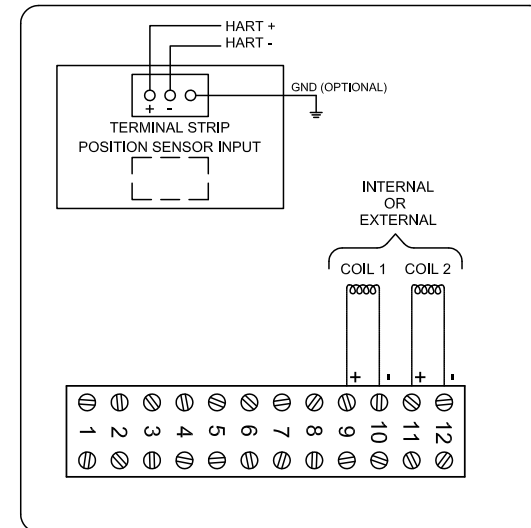 HART +
HART -
GND (OPTIONAL)
+ -
TERMINAL STRIP
POSITION SENSOR INPUT
INTERNAL
OR
EXTERNAL
COIL 1 COIL 2
+ - + -
1 2 3 4 5 6 7 8 9 10 11 12